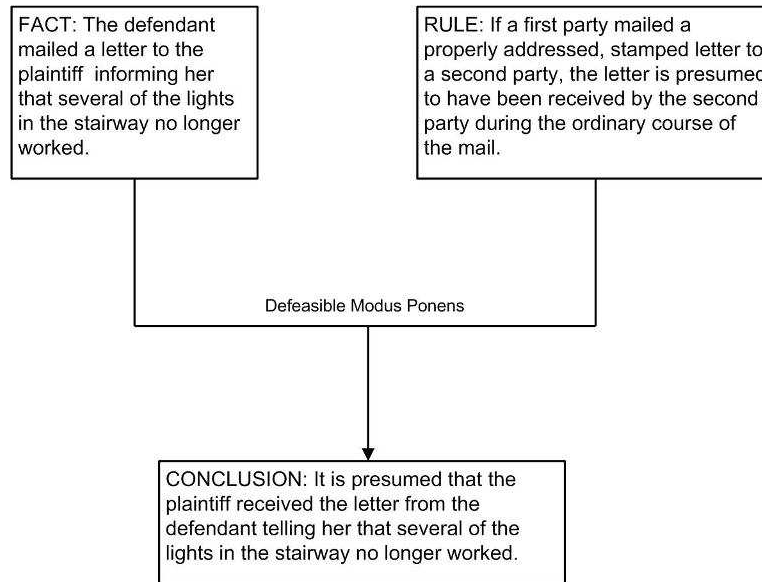 FACT: The defendant
mailed a letter to the
plaintiff informing her
that several of the lights
in the stairway no longer
worked.
RULE: If a first party mailed a
properly addressed, stamped letter to
a second party, the letter is presumed
to have been received by the second
party during the ordinary course of
the mail.
Defeasible Modus Ponens
CONCLUSION: It is presumed that the
plaintiff received the letter from the
defendant telling her that several of the
lights in the stairway no longer worked.